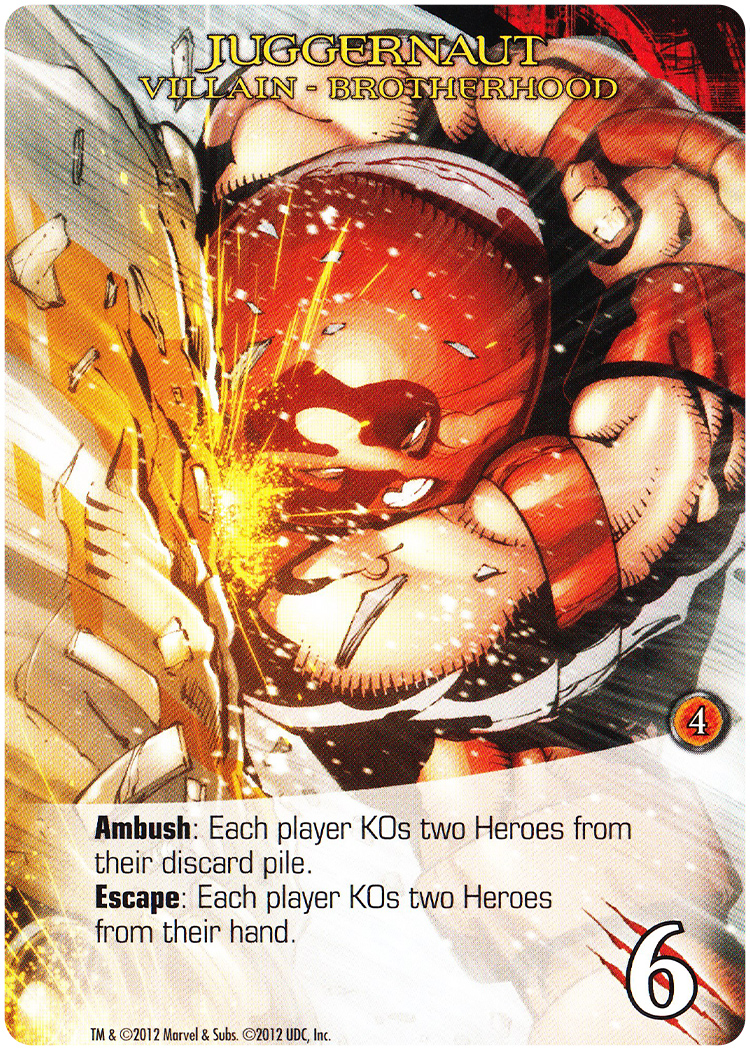 JUGGERNAUT
VILLAIN - BROTHERHOOD
4
Ambush: Each player KOs two Heroes from
their discard pile.
Escape: Each player KOs two Heroes
from their hand.
6
TM & ©2012 Marvel & Subs. ©2012 UDC, Inc.